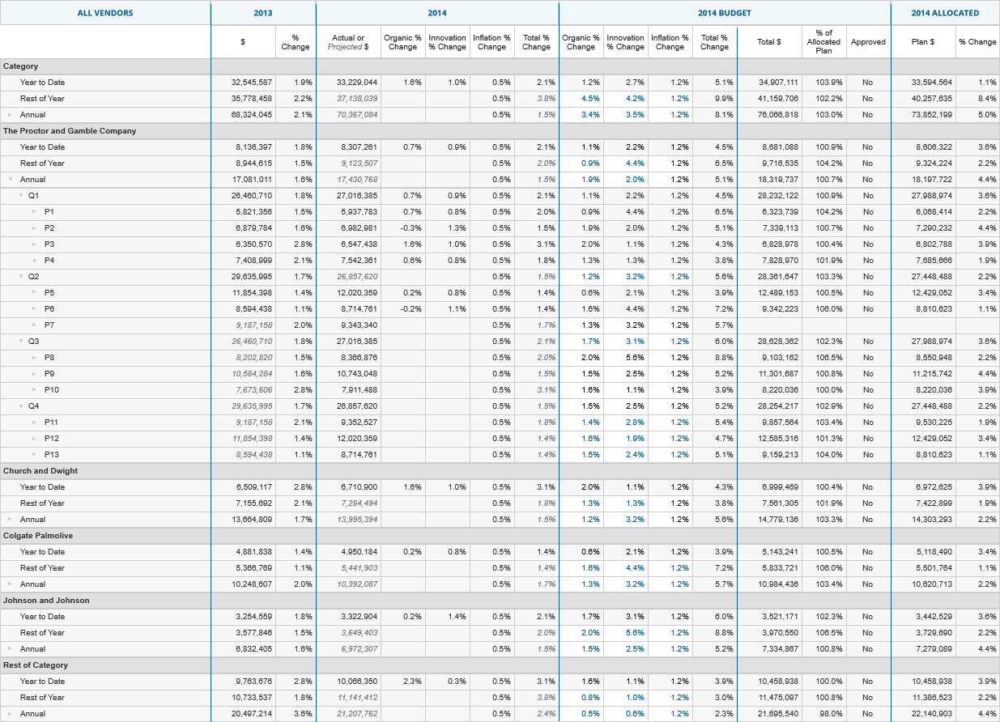 ALL VENDORS 2013 2014 2014 BUDGET 2014 ALLOCATED
$ % Change Actual or Projected $ Organic % Change Innovation % Change Inflation % Change Total % Change Organic % Change Innovation % Change Inflation % Change Total % Change Total $ % of Allocated Plan Approved Plan $ % Change
Category
Year to Date 32,545,587 1.9% 33,229,044 1.6% 1.0% 0.5% 2.1% 1.2% 2.7% 1.2% 5.1% 34,907,111 103.9% No 33,594,564 1.1%
Rest of Year 35,778,458 2.2% 37,138,039 0.5% 3.8% 4.5% 4.2% 1.2% 9.9% 41,159,706 102.2% No 40,257,635 8.4%
Annual 68,324,045 2.1% 70,367,084 0.5% 1.5% 3.4% 3.5% 1.2% 8.1% 76,066,818 103.0% No 73,852,199 5.0%
The Proctor and Gamble Company
Year to Date 8,136,397 1.8% 8,307,261 0.7% 0.9% 0.5% 2.1% 1.1% 2.2% 1.2% 4.5% 8,681,088 100.9% No 8,606,322 3.6%
Rest of Year 8,944,615 1.5% 9,123,507 0.5% 2.0% 0.9% 4.4% 1.2% 6.5% 9,716,535 104.2% No 9,324,224 2.2%
Annual 17,081,011 1.6% 17,430,768 0.5% 1.5% 1.9% 2.0% 1.2% 5.1% 18,319,737 100.7% No 18,197,722 4.4%
Q1 26,460,710 1.8% 27,016,385 0.7% 0.9% 0.5% 2.1% 1.1% 2.2% 1.2% 4.5% 28,232,122 100.9% No 27,988,974 3.6%
P1 5,821,356 1.5% 5,937,783 0.7% 0.8% 0.5% 2.0% 0.9% 4.4% 1.2% 6.5% 6,323,739 104.2% No 6,068,414 2.2%
P2 6,879,784 1.6% 6,982,981 -0.3% 1.3% 0.5% 1.5% 1.9% 2.0% 1.2% 5.1% 7,339,113 100.7% No 7,290,232 4.4%
P3 6,350,570 2.8% 6,547,438 1.6% 1.0% 0.5% 3.1% 2.0% 1.1% 1.2% 4.3% 6,828,978 100.4% No 6,802,788 3.9%
P4 7,408,999 2.1% 7,542,361 0.6% 0.8% 0.5% 1.8% 1.3% 1.3% 1.2% 3.8% 7,828,970 101.9% No 7,685,666 1.9%
Q2 29,635,995 1.7% 26,857,620 0.5% 1.5% 1.2% 3.2% 1.2% 5.6% 28,361,647 103.3% No 27,448,488 2.2%
P5 11,854,398 1.4% 12,020,359 0.2% 0.8% 0.5% 1.4% 0.6% 2.1% 1.2% 3.9% 12,489,153 100.5% No 12,429,052 3.4%
P6 8,594,438 1.1% 8,714,761 -0.2% 1.1% 0.5% 1.4% 1.6% 4.4% 1.2% 7.2% 9,342,223 106.0% No 8,810,623 1.1%
P7 9,187,158 2.0% 9,343,340 0.5% 1.7% 1.3% 3.2% 1.2% 5.7%
Q3 26,460,710 1.8% 27,016,385 0.5% 2.1% 1.7% 3.1% 1.2% 6.0% 28,628,362 102.3% No 27,988,974 3.6%
P8 8,202,820 1.5% 8,366,876 0.5% 2.0% 2.0% 5.6% 1.2% 8.8% 9,103,162 106.5% No 8,550,948 2.2%
P9 10,584,284 1.6% 10,743,048 0.5% 1.5% 1.5% 2.5% 1.2% 5.2% 11,301,687 100.8% No 11,215,742 4.4%
P10 7,673,606 2.8% 7,911,488 0.5% 3.1% 1.6% 1.1% 1.2% 3.9% 8,220,036 100.0% No 8,220,036 3.9%
Q4 29,635,995 1.7% 26,857,620 0.5% 1.5% 1.5% 2.5% 1.2% 5.2% 28,254,217 102.9% No 27,448,488 2.2%
P11 9,187,158 2.1% 9,352,527 0.5% 1.8% 1.4% 2.8% 1.2% 5.4% 9,857,564 103.4% No 9,530,225 1.9%
P12 11,854,398 1.4% 12,020,359 0.5% 1.4% 1.6% 1.9% 1.2% 4.7% 12,585,316 101.3% No 12,429,052 3.4%
P13 8,594,438 1.1% 8,714,761 0.5% 1.4% 1.5% 2.4% 1.2% 5.1% 9,159,213 104.0% No 8,810,623 1.1%
Church and Dwight
Year to Date 6,509,117 2.8% 6,710,900 1.6% 1.0% 0.5% 3.1% 2.0% 1.1% 1.2% 4.3% 6,999,469 100.4% No 6,972,625 3.9%
Rest of Year 7,155,692 2.1% 7,284,494 0.5% 1.8% 1.3% 1.3% 1.2% 3.8% 7,561,305 101.9% No 7,422,899 1.9%
Annual 13,664,809 1.7% 13,995,394 0.5% 1.5% 1.2% 3.2% 1.2% 5.6% 14,779,136 103.3% No 14,303,293 2.2%
Colgate Palmolive
Year to Date 4,881,838 1.4% 4,950,184 0.2% 0.8% 0.5% 1.4% 0.6% 2.1% 1.2% 3.9% 5,143,241 100.5% No 5,118,490 3.4%
Rest of Year 5,366,769 1.1% 5,441,903 0.5% 1.4% 1.6% 4.4% 1.2% 7.2% 5,833,721 106.0% No 5,501,764 1.1%
Annual 10,248,607 2.0% 10,392,087 0.5% 1.7% 1.3% 3.2% 1.2% 5.7% 10,984,436 103.4% No 10,620,713 2.2%
Johnson and Johnson
Year to Date 3,254,559 1.8% 3,322,904 0.2% 1.4% 0.5% 2.1% 1.7% 3.1% 1.2% 6.0% 3,521,171 102.3% No 3,442,529 3.6%
Rest of Year 3,577,846 1.5% 3,649,403 0.5% 2.0% 2.0% 5.6% 1.2% 8.8% 3,970,550 106.5% No 3,729,690 2.2%
Annual 6,832,405 1.6% 6,972,307 0.5% 1.5% 1.5% 2.5% 1.2% 5.2% 7,334,867 100.8% No 7,279,089 4.4%
Rest of Category
Year to Date 9,763,676 2.8% 10,066,350 2.3% 0.3% 0.5% 3.1% 1.6% 1.1% 1.2% 3.9% 10,458,938 100.0% No 10,458,938 3.9%
Rest of Year 10,733,537 1.8% 11,141,412 0.5% 3.8% 0.8% 1.0% 1.2% 3.0% 11,475,097 100.8% No 11,386,523 2.2%
Annual 20,497,214 3.6% 21,207,762 0.5% 2.4% 0.5% 0.6% 1.2% 2.3% 21,695,540 98.0% No 22,140,903 4.4%